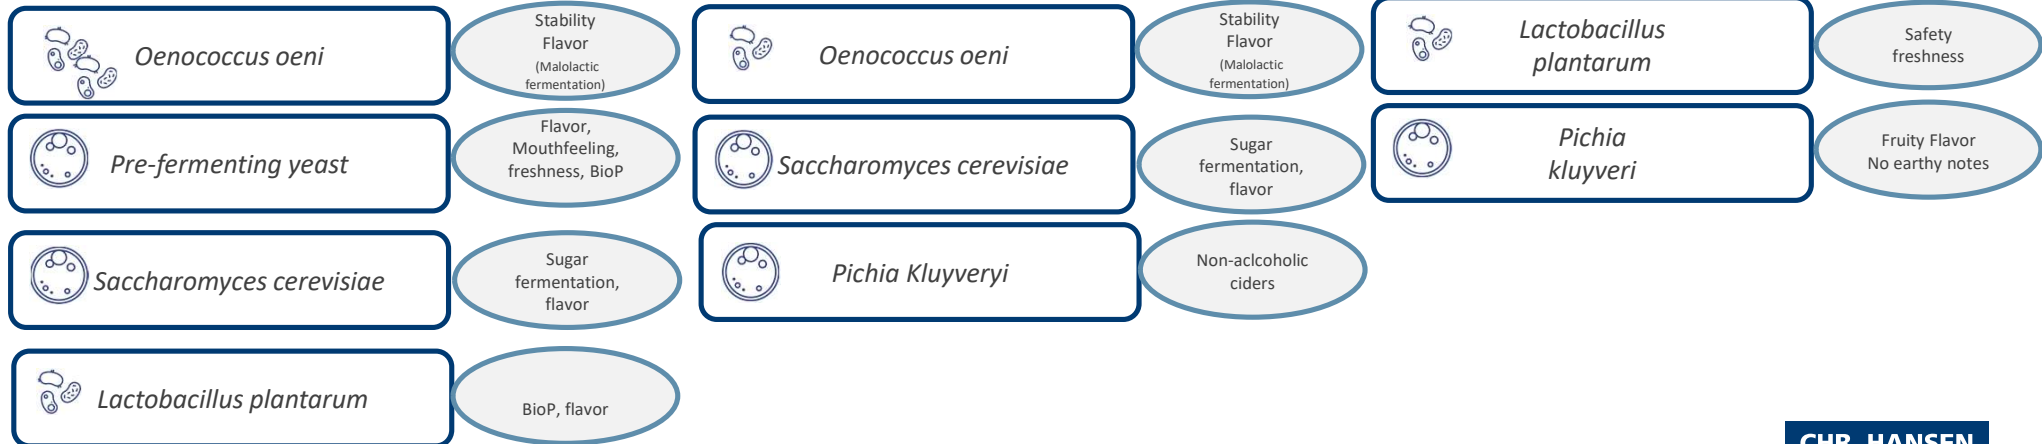 Oenococcus oeni
Stability
Flavor
(Malolactic
fermentation)
Pre-fermenting yeast
Flavor,
Mouthfeeling,
freshness, BioP
Saccharomyces cerevisiae
Sugar
fermentation,
flavor
Lactobacillus plantarum
BioP, flavor
Oenococcus oeni
Stability
Flavor
(Malolactic
fermentation)
Saccharomyces cerevisiae
Sugar
fermentation,
flavor
Pichia Kluyveryi
Non-aclcoholic
ciders
Lactobacillus
plantarum
Safety
freshness
Pichia
kluyveri
Fruity Flavor
No earthy notes
CHR HANSEN